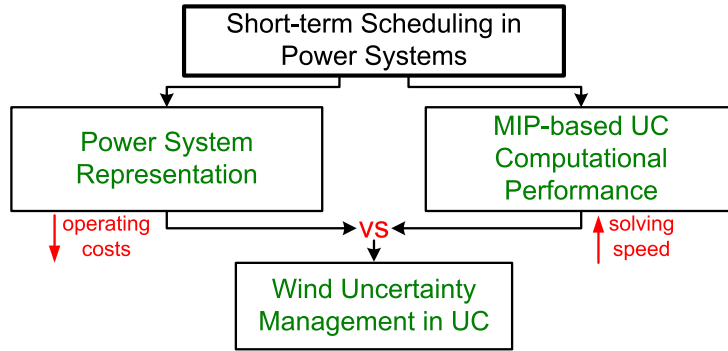 Short-term Scheduling in
Power Systems
Power System
Representation
MIP-based UC
Computational
Performance
operating
costs
vs
solving
speed
Wind Uncertainty
Management in UC